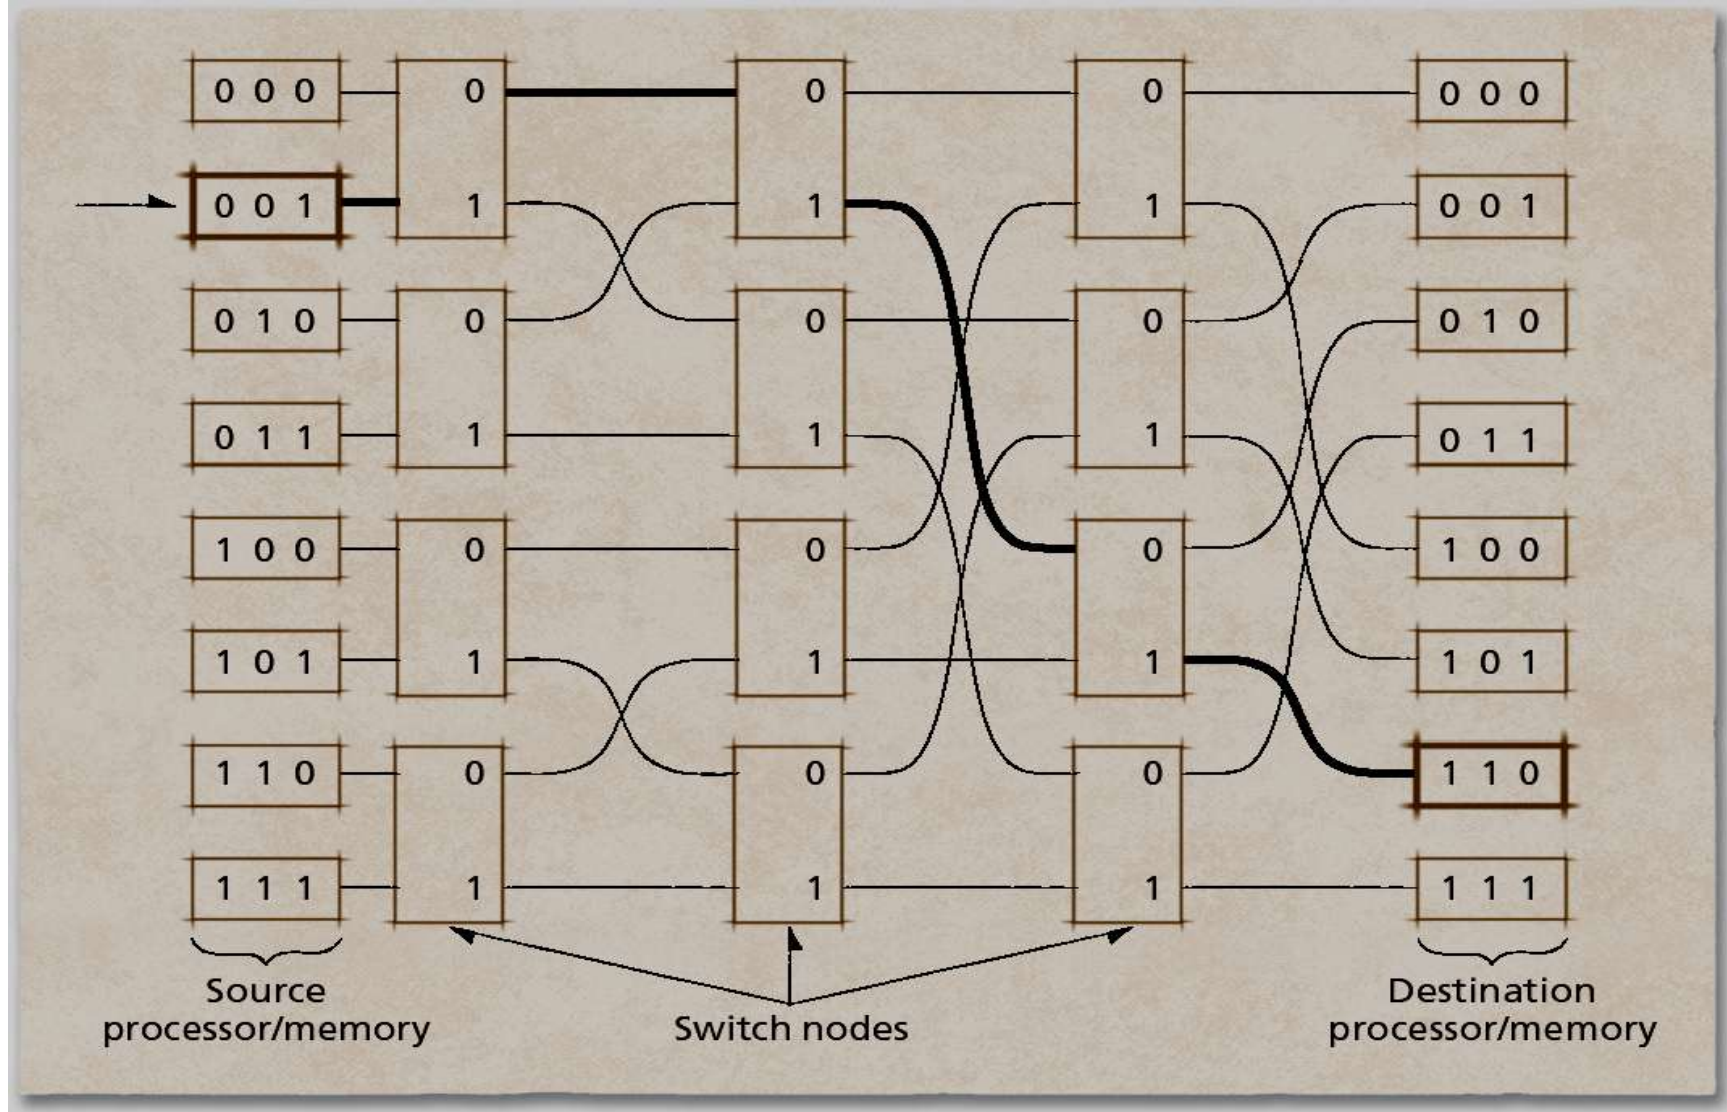 0 0 0 0 0 0 0 0 0
0 0 1 1 1 1 0 0 1
0 1 0 0 0 0 0 1 0
0 1 1 1 1 1 0 1 1
1 0 0 0 0 0 1 0 0
1 0 1 1 1 1 1 0 1
1 1 0 0 0 0 1 1 0
1 1 1 1 1 1 1 1 1
Source
processor/memory
Switch nodes
Destination
processor/memory